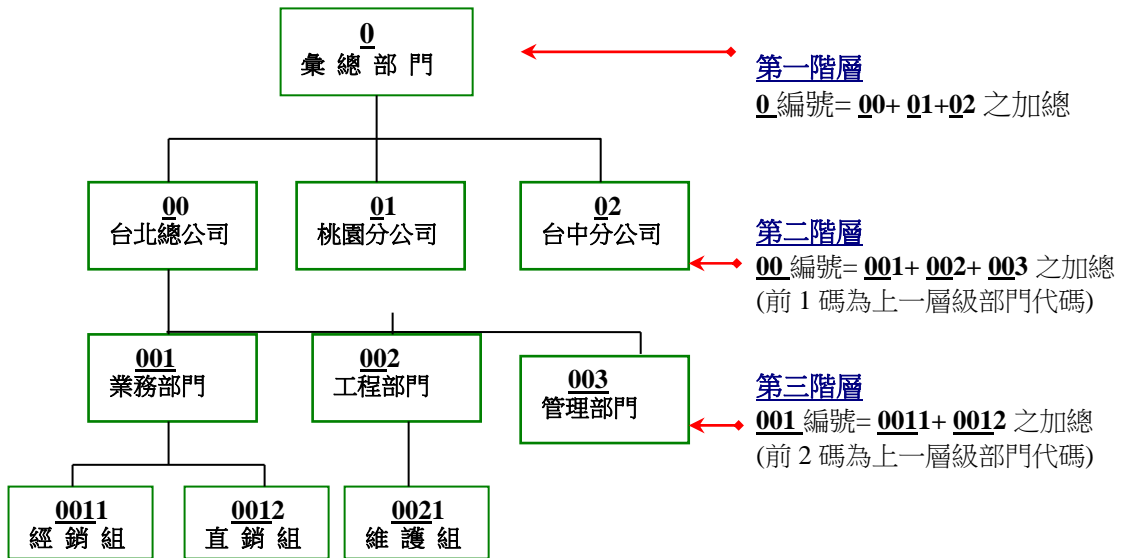 0
彙 總 部 門
第一階層
0 編號= 00+ 01+02 之加總
00
台北總公司
01
桃園分公司
02
台中分公司
第二階層
00 編號= 001+ 002+ 003 之加總
(前 1 碼為上一層級部門代碼)
001
業務部門
002
工程部門
003
管理部門
第三階層
001 編號= 0011+ 0012 之加總
(前 2 碼為上一層級部門代碼)
0011
經 銷 組
0012
直 銷 組
0021
維 護 組